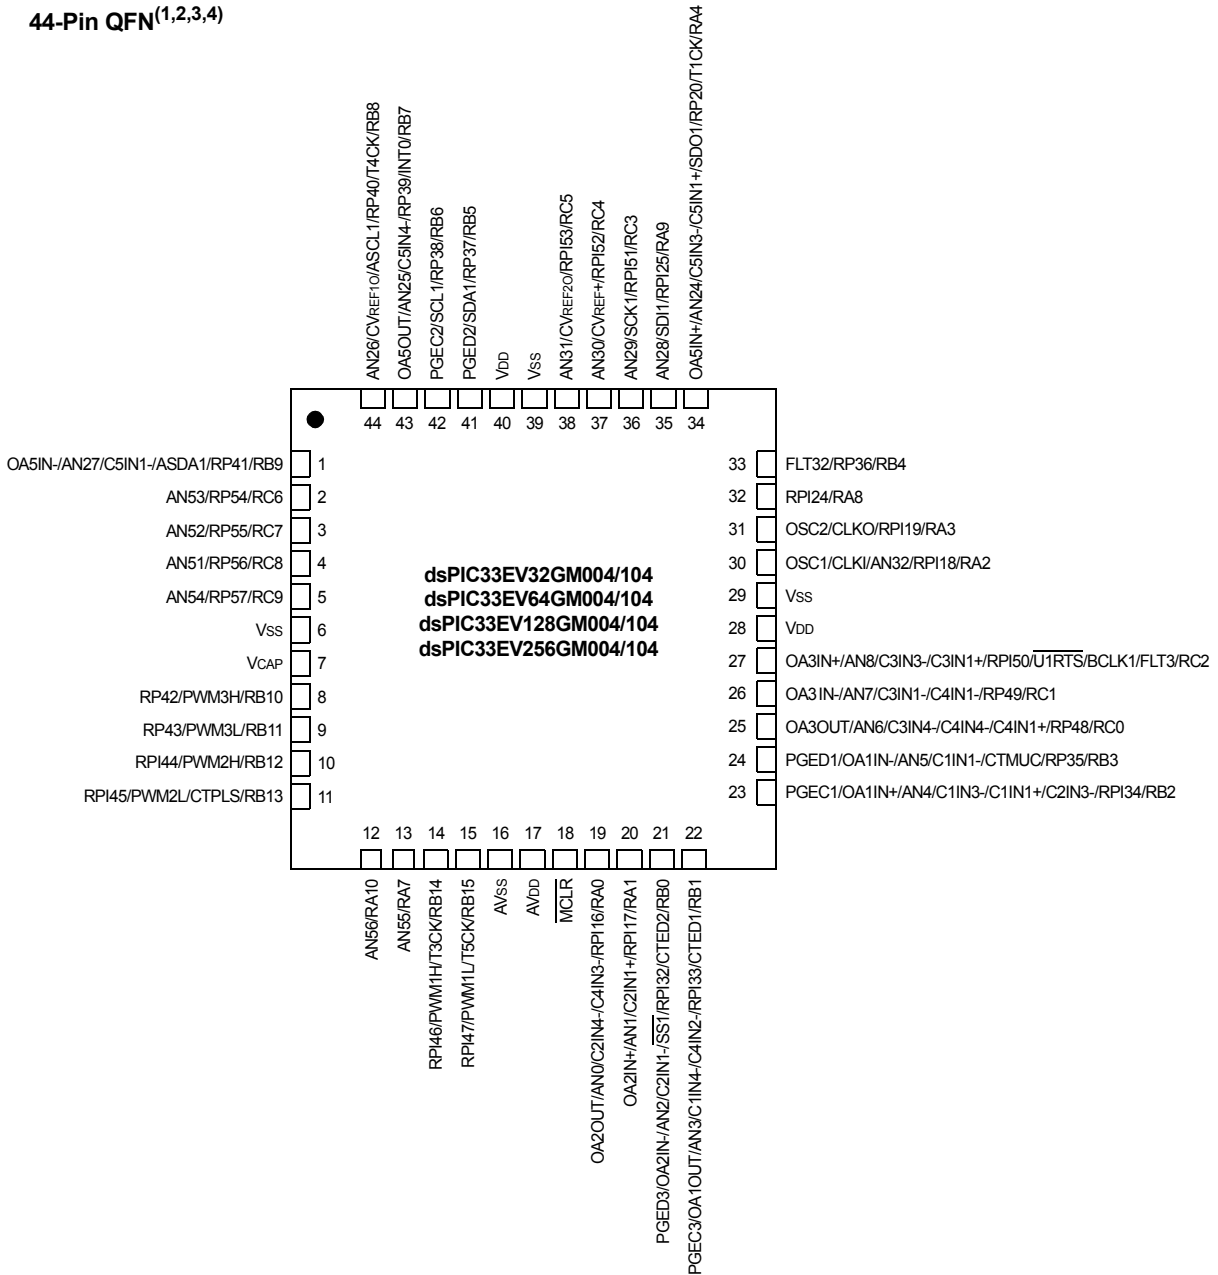 44-Pin QFN(1,2,3,4)
AN26/CVREF1O/ASCL1/RP40/T4CK/RB8
OA5OUT/AN25/C5IN4-/RP39/INT0/RB7
PGEC2/SCL1/RP38/RB6
PGED2/SDA1/RP37/RB5
VDD
VSS
AN31/CVREF2O/RPI53/RC5
AN30/CVREF+/RPI52/RC4
AN29/SCK1/RPI51/RC3
AN28/SDI1/RPI25/RA9
OA5IN+/AN24/C5IN3-/C5IN1+/SDO1/RP20/T1CK/RA4
44 43 42 41 40 39 38 37 36 35 34
OA5IN-/AN27/C5IN1-/ASDA1/RP41/RB9 1
AN53/RP54/RC6 2
AN52/RP55/RC7 3
AN51/RP56/RC8 4
AN54/RP57/RC9 5
VSS 6
VCAP 7
RP42/PWM3H/RB10 8
RP43/PWM3L/RB11 9
RPI44/PWM2H/RB12 10
RPI45/PWM2L/CTPLS/RB13 11
dsPIC33EV32GM004/104
dsPIC33EV64GM004/104
dsPIC33EV128GM004/104
dsPIC33EV256GM004/104
33 FLT32/RP36/RB4
32 RPI24/RA8
31 OSC2/CLKO/RPI19/RA3
30 OSC1/CLKI/AN32/RPI18/RA2
29 VSS
28 VDD
27 OA3IN+/AN8/C3IN3-/C3IN1+/RPI50/U1RTS/BCLK1/FLT3/RC2
26 OA3IN-/AN7/C3IN1-/C4IN1-/RP49/RC1
25 OA3OUT/AN6/C3IN4-/C4IN4-/C4IN1+/RP48/RC0
24 PGED1/OA1IN-/AN5/C1IN1-/CTMUC/RP35/RB3
23 PGEC1/OA1IN+/AN4/C1IN3-/C1IN1+/C2IN3-/RPI34/RB2
12 13 14 15 16 17 18 19 20 21 22
AN56/RA10
AN55/RA7
RPI46/PWM1H/T3CK/RB14
RPI47/PWM1L/T5CK/RB15
AVSS
AVDD
MCLR
OA2OUT/AN0/C2IN4-/C4IN3-/RPI16/RA0
OA2IN+/AN1/C2IN1+/RPI17/RA1
PGED3/OA2IN-/AN2/C2IN1-/SS1/RPI32/CTED2/RB0
PGEC3/OA1OUT/AN3/C1IN4-/C4IN2-/RPI33/CTED1/RB1